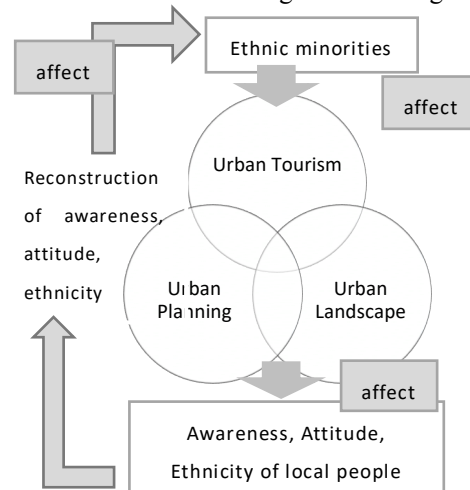 Ethnic minorities
affect
affect
Urban Tourism
Reconstruction
of awareness,
attitude,
ethnicity
Urban
Planning
Urban
Landscape
affect
Awareness, Attitude,
Ethnicity of local people